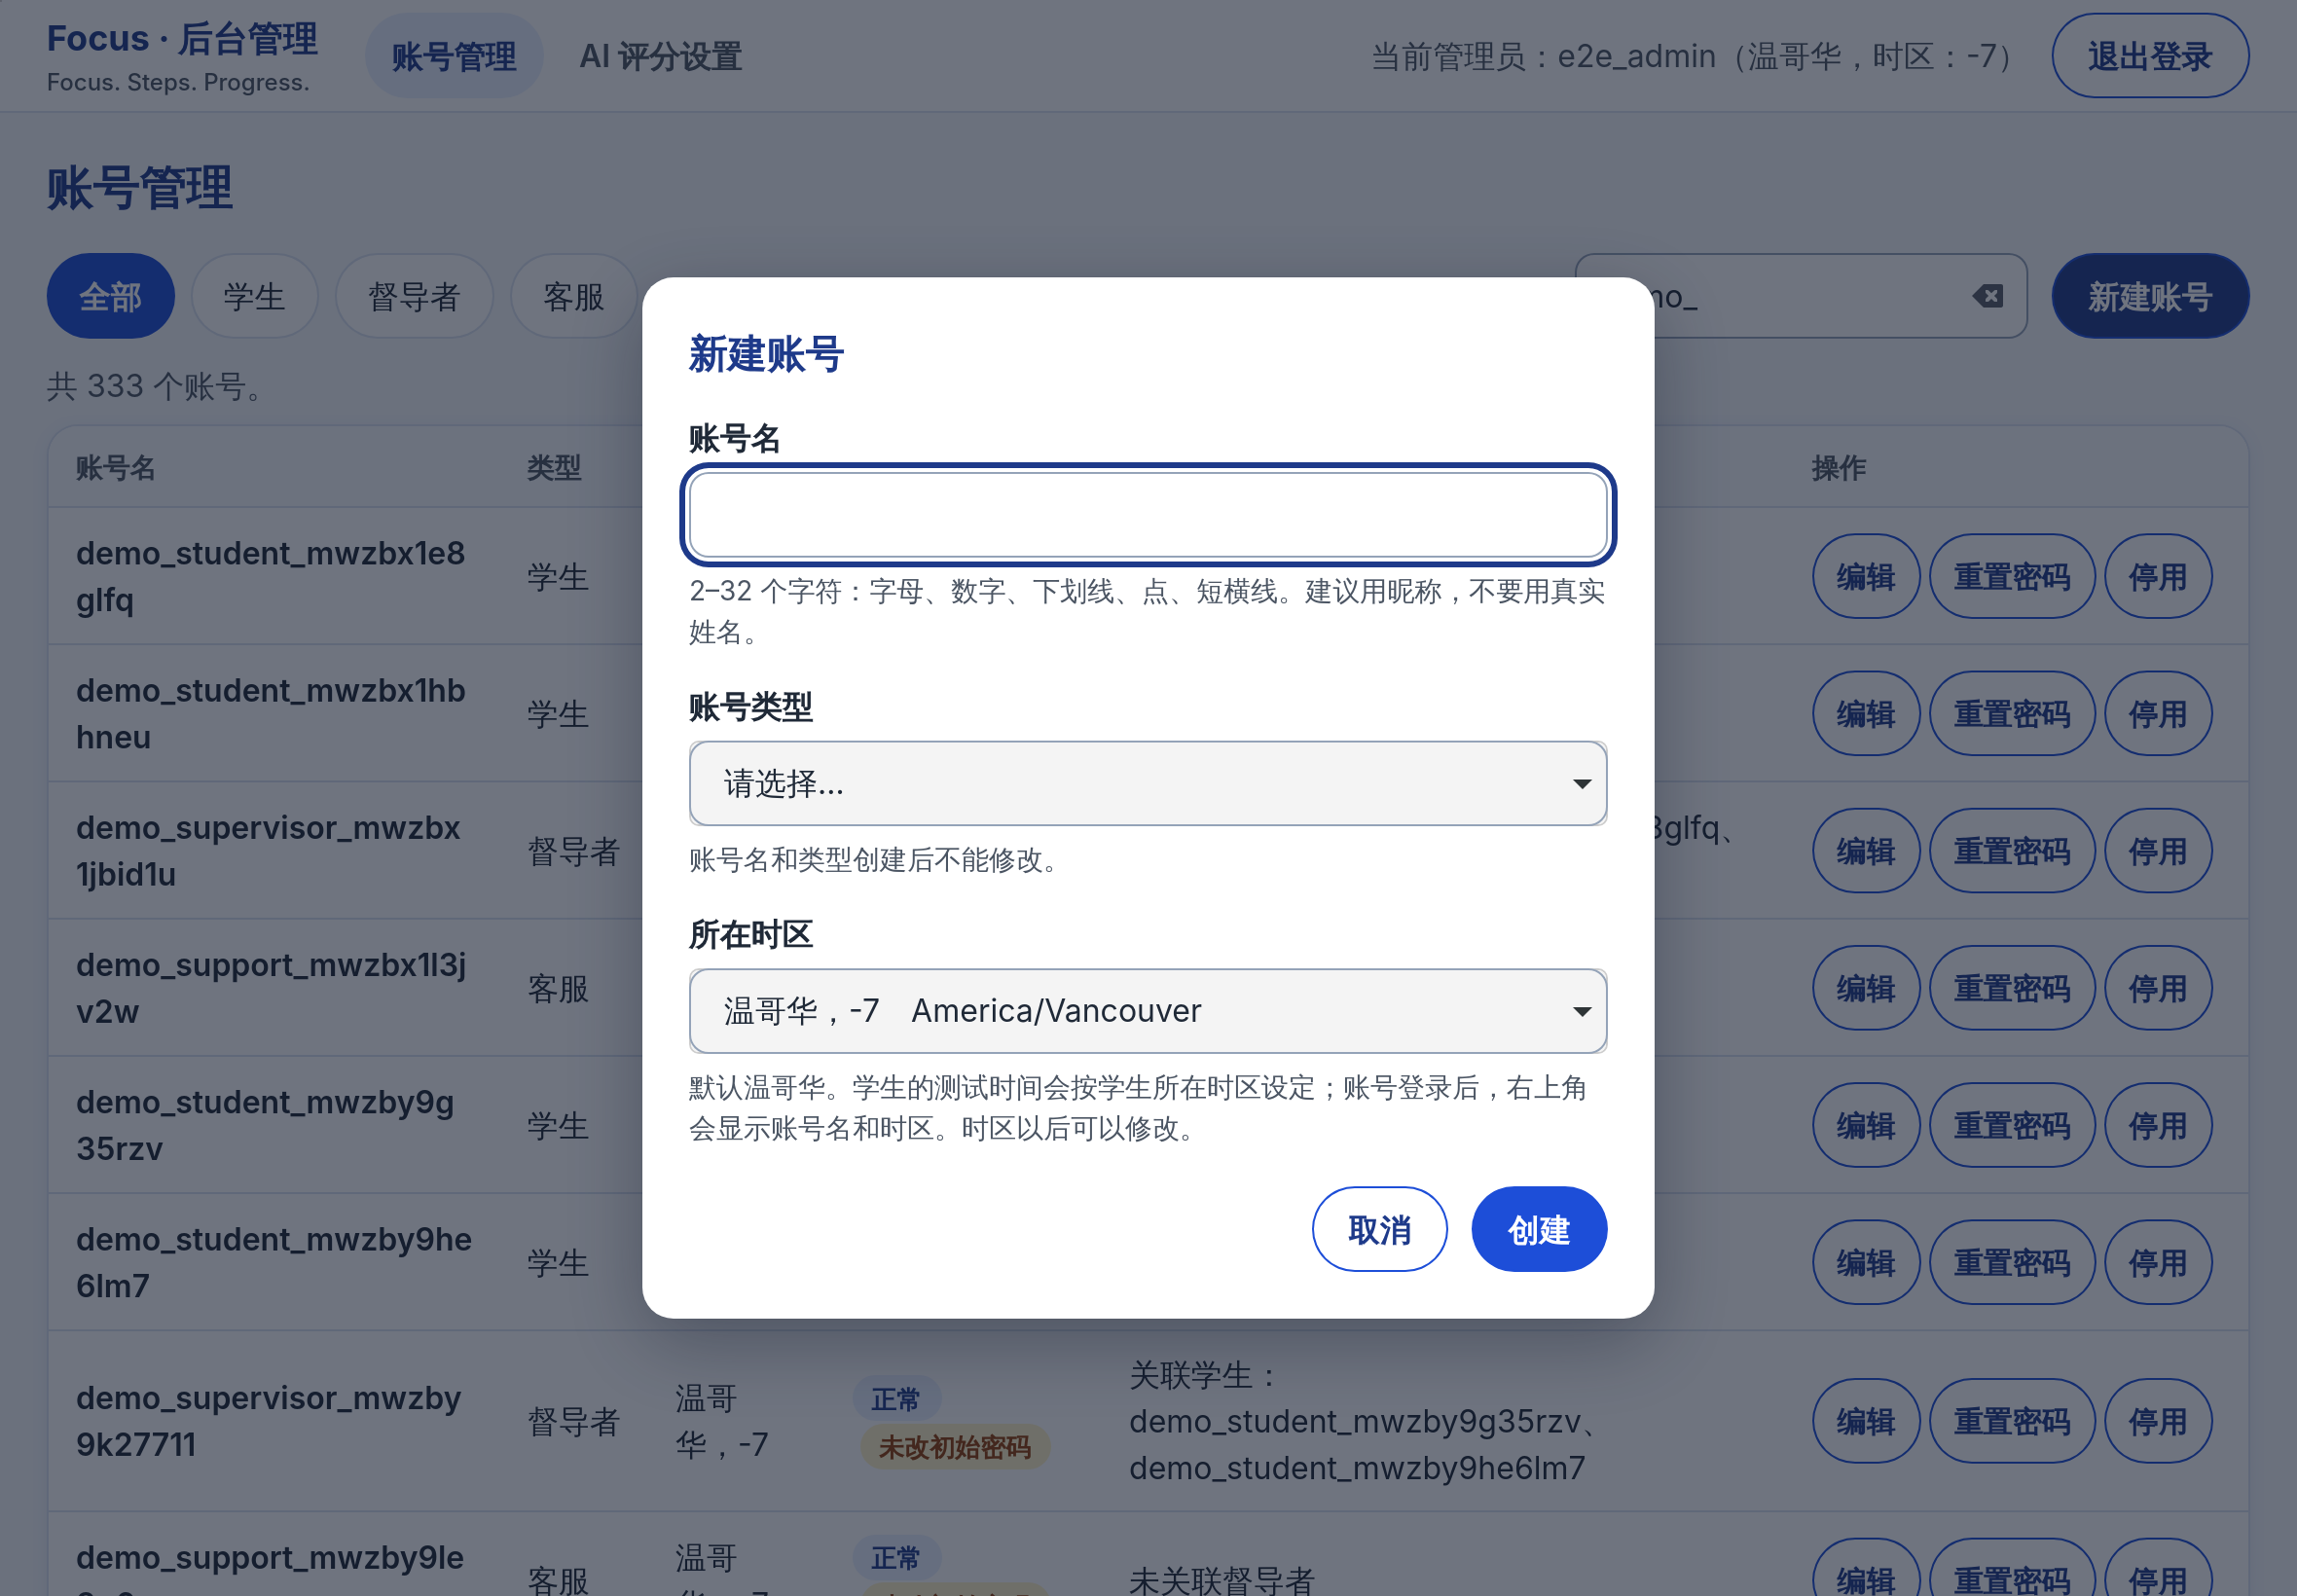 Focus · 后台管理
Focus. Steps. Progress.
账号管理
AI 评分设置
当前管理员：e2e_admin（温哥华，时区：-7）
退出登录
账号管理
全部
学生
督导者
客服
mo_
新建账号
共 333 个账号。
账号名
类型
操作
demo_student_mwzbx1e8
glfq
学生
编辑
重置密码
停用
demo_student_mwzbx1hb
hneu
学生
编辑
重置密码
停用
demo_supervisor_mwzbx
1jbid1u
督导者
glfq、
编辑
重置密码
停用
demo_support_mwzbx1l3j
v2w
客服
编辑
重置密码
停用
demo_student_mwzby9g
35rzv
学生
编辑
重置密码
停用
demo_student_mwzby9he
6lm7
学生
编辑
重置密码
停用
demo_supervisor_mwzby
9k27711
督导者
温哥
华，-7
正常
未改初始密码
关联学生：
demo_student_mwzby9g35rzv、
demo_student_mwzby9he6lm7
编辑
重置密码
停用
demo_support_mwzby9le
客服
温哥
正常
未关联督导者
编辑
重置密码
停用
新建账号
账号名
2–32 个字符：字母、数字、下划线、点、短横线。建议用昵称，不要用真实
姓名。
账号类型
请选择...
账号名和类型创建后不能修改。
所在时区
温哥华，-7 America/Vancouver
默认温哥华。学生的测试时间会按学生所在时区设定；账号登录后，右上角
会显示账号名和时区。时区以后可以修改。
取消
创建